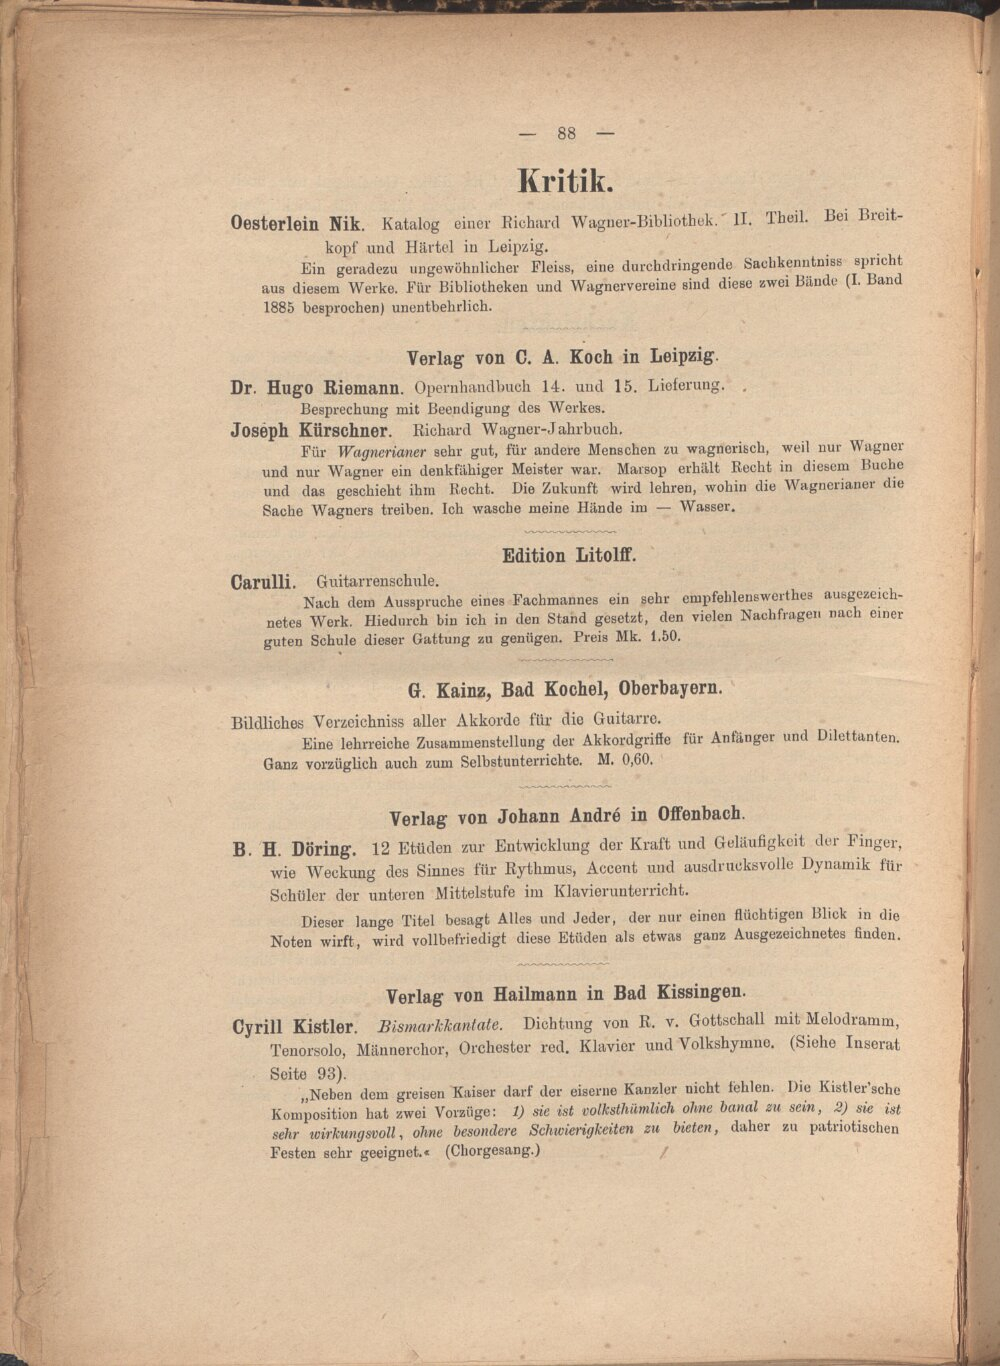 — 88 —
Kritik.
Oesterlein Nik. Katalog einer Richard Wagner-Bibliothek. II. Theil. Bei Breit-
kopf und Härtel in Leipzig.
Ein geradezu ungewöhnlicher Fleiss, eine durchdringende Sachkenntniss spricht
aus diesem Werke. Für Bibliotheken und Wagnervereine sind diese zwei Bände (I. Band
1885 besprochen) unentbehrlich.
Verlag von C. A. Koch in Leipzig.
Dr. Hugo Riemann. Opernhandbuch 14. und 15. Lieferung.
Besprechung mit Beendigung des Werkes.
Joseph Kürschner. Richard Wagner-Jahrbuch.
Für Wagnerianer sehr gut, für andere Menschen zu wagnerisch, weil nur Wagner
und nur Wagner ein denkfähiger Meister war. Marsop erhält Recht in diesem Buche
und das geschieht ihm Recht. Die Zukunft wird lehren, wohin die Wagnerianer die
Sache Wagners treiben. Ich wasche meine Hände im — Wasser.
Edition Litolff.
Carulli. Guitarrenschule.
Nach dem Ausspruche eines Fachmannes ein sehr empfehlenswerthes ausgezeich-
netes Werk. Hiedurch bin ich in den Stand gesetzt, den vielen Nachfragen nach einer
guten Schule dieser Gattung zu genügen. Preis Mk. 1.50.
G. Kainz, Bad Kochel, Oberbayern.
Bildliches Verzeichniss aller Akkorde für die Guitarre.
Eine lehrreiche Zusammenstellung der Akkordgriffe für Anfänger und Dilettanten.
Ganz vorzüglich auch zum Selbstunterrichte. M. 0,60.
Verlag von Johann André in Offenbach.
B. H. Döring. 12 Etüden zur Entwicklung der Kraft und Geläufigkeit der Finger,
wie Weckung des Sinnes für Rythmus, Accent und ausdrucksvolle Dynamik für
Schüler der unteren Mittelstufe im Klavierunterricht.
Dieser lange Titel besagt Alles und Jeder, der nur einen flüchtigen Blick in die
Noten wirft, wird vollbefriedigt diese Etüden als etwas ganz Ausgezeichnetes finden.
Verlag von Hailmann in Bad Kissingen.
Cyrill Kistler. Bismarkkantate. Dichtung von R. v. Gottschall mit Melodramm,
Tenorsolo, Männerchor, Orchester red. Klavier und Volkshymne. (Siehe Inserat
Seite 93).
„Neben dem greisen Kaiser darf der eiserne Kanzler nicht fehlen. Die Kistler'sche
Komposition hat zwei Vorzüge: 1) sie ist volksthümlich ohne banal zu sein, 2) sie ist
sehr wirkungsvoll, ohne besondere Schwierigkeiten zu bieten, daher zu patriotischen
Festen sehr geeignet.« (Chorgesang.)